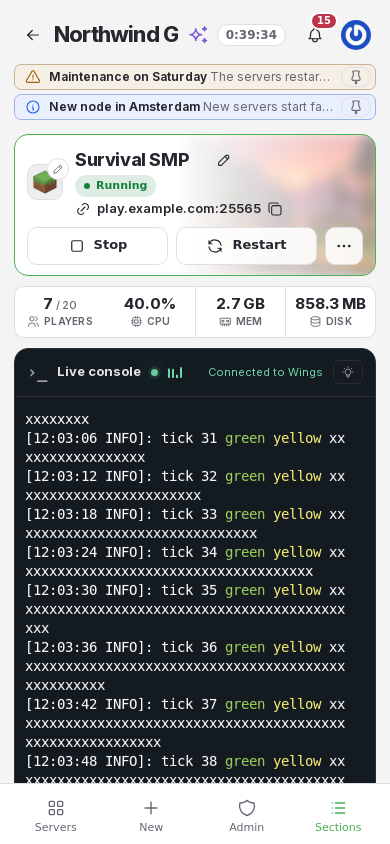 Northwind G
0:39:34
15
Maintenance on Saturday The servers restar...
New node in Amsterdam New servers start fa...
Survival SMP
Running
play.example.com:25565
Stop
Restart
...
7 / 20
PLAYERS
40.0%
CPU
2.7 GB
MEM
858.3 MB
DISK
Live console
Connected to Wings
xxxxxxxx
[12:03:06 INFO]: tick 31 green yellow xx
xxxxxxxxxxxxxxx
[12:03:12 INFO]: tick 32 green yellow xx
xxxxxxxxxxxxxxxxxxxxxx
[12:03:18 INFO]: tick 33 green yellow xx
xxxxxxxxxxxxxxxxxxxxxxxxxxxxx
[12:03:24 INFO]: tick 34 green yellow xx
xxxxxxxxxxxxxxxxxxxxxxxxxxxxxxxxxxxx
[12:03:30 INFO]: tick 35 green yellow xx
xxxxxxxxxxxxxxxxxxxxxxxxxxxxxxxxxxxxxxxx
xxx
[12:03:36 INFO]: tick 36 green yellow xx
xxxxxxxxxxxxxxxxxxxxxxxxxxxxxxxxxxxxxxxx
xxxxxxxxxx
[12:03:42 INFO]: tick 37 green yellow xx
xxxxxxxxxxxxxxxxxxxxxxxxxxxxxxxxxxxxxxxx
xxxxxxxxxxxxxxxxx
[12:03:48 INFO]: tick 38 green yellow xx
xxxxxxxxxxxxxxxxxxxxxxxxxxxxxxxxxxxxxxxx
Servers
New
Admin
Sections